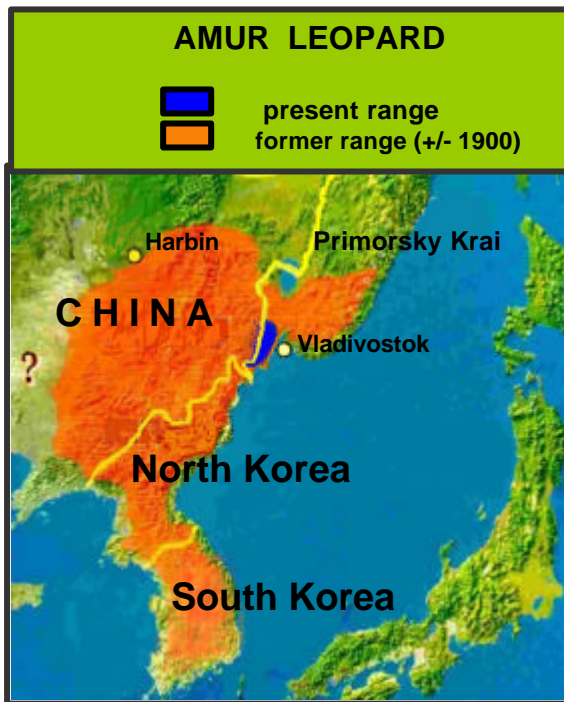 AMUR LEOPARD
present range
former range (+/- 1900)
Harbin
Primorsky Krai
CHINA
Vladivostok
?
North Korea
South Korea